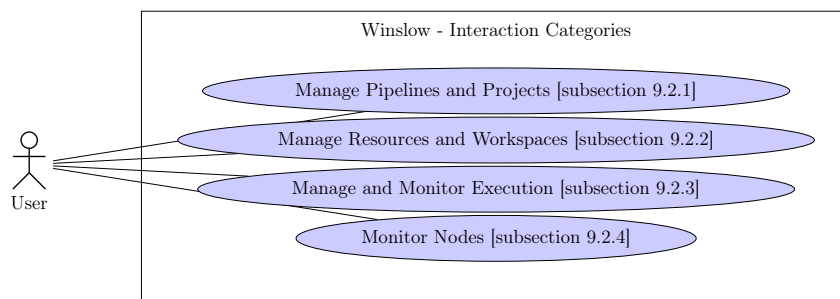 Winslow - Interaction Categories
Manage Pipelines and Projects [subsection 9.2.1]
Manage Resources and Workspaces [subsection 9.2.2]
Manage and Monitor Execution [subsection 9.2.3]
User
Monitor Nodes [subsection 9.2.4]